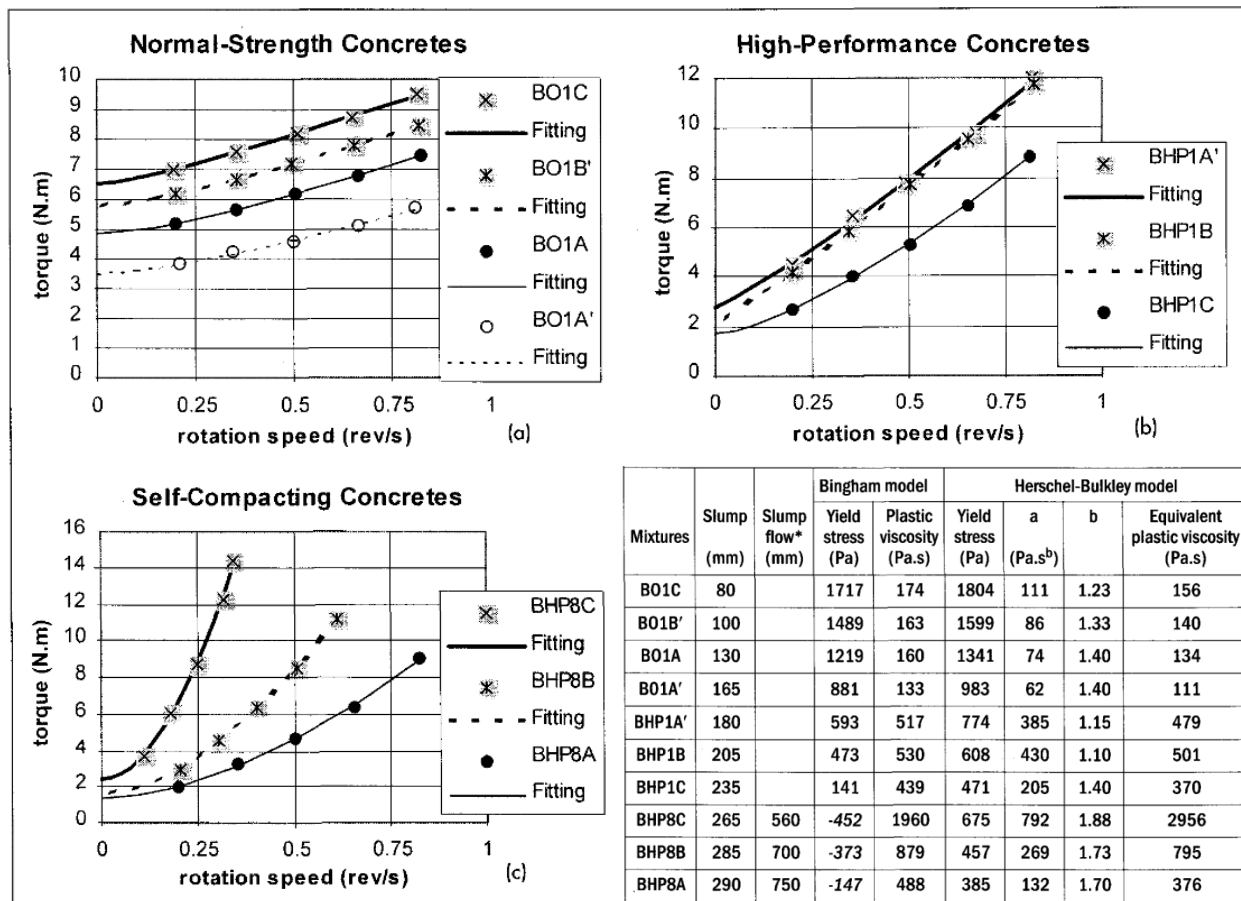 Normal-Strength Concretes
10
9
8
7
6
5
4
3
2
1
0
torque (N.m)
0 0.25 0.5 0.75 1
rotation speed (rev/s)
(a)
BO1C
Fitting
BO1B'
Fitting
BO1A
Fitting
BO1A'
Fitting
High-Performance Concretes
12
10
8
6
4
2
0
torque (N.m)
0 0.25 0.5 0.75 1
rotation speed (rev/s)
(b)
BHP1A'
Fitting
BHP1B
Fitting
BHP1C
Fitting
Self-Compacting Concretes
16
14
12
10
8
6
4
2
0
torque (N.m)
0 0.25 0.5 0.75 1
rotation speed (rev/s)
(c)
BHP8C
Fitting
BHP8B
Fitting
BHP8A
Fitting
Bingham model Herschel-Bulkley model
Mixtures Slump (mm) Slump flow* (mm) Yield stress (Pa) Plastic viscosity (Pa.s) Yield stress (Pa) a (Pa.s^b) b Equivalent plastic viscosity (Pa.s)
BO1C 80 1717 174 1804 111 1.23 156
BO1B' 100 1489 163 1599 86 1.33 140
BO1A 130 1219 160 1341 74 1.40 134
BO1A' 165 881 133 983 62 1.40 111
BHP1A' 180 593 517 774 385 1.15 479
BHP1B 205 473 530 608 430 1.10 501
BHP1C 235 141 439 471 205 1.40 370
BHP8C 265 560 -452 1960 675 792 1.88 2956
BHP8B 285 700 -373 879 457 269 1.73 795
BHP8A 290 750 -147 488 385 132 1.70 376